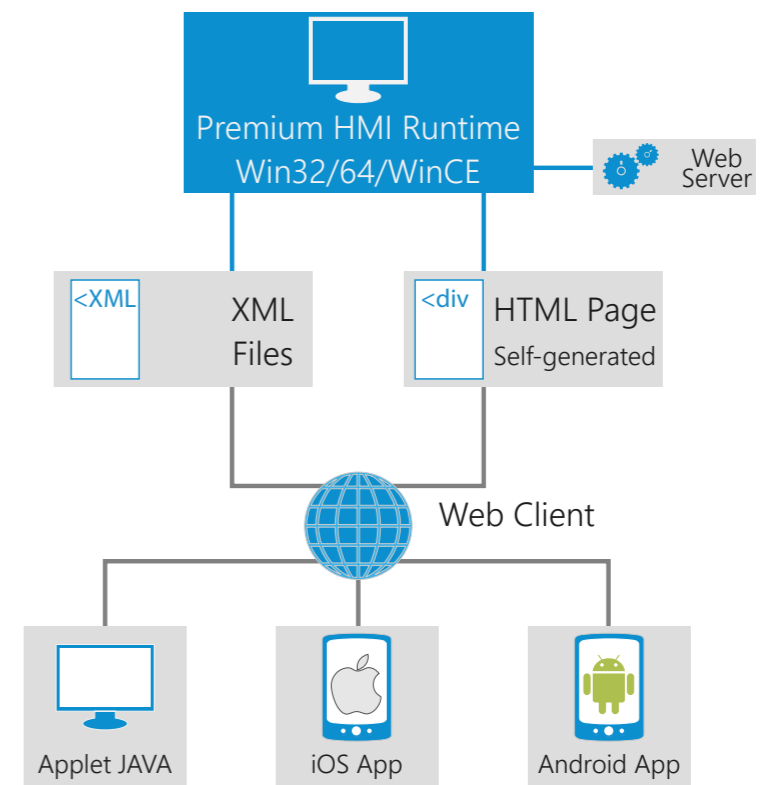 Premium HMI Runtime
Win32/64/WinCE
Web
Server
<XML
XML
Files
<div
HTML Page
Self-generated
Web Client
Applet JAVA
iOS App
Android App